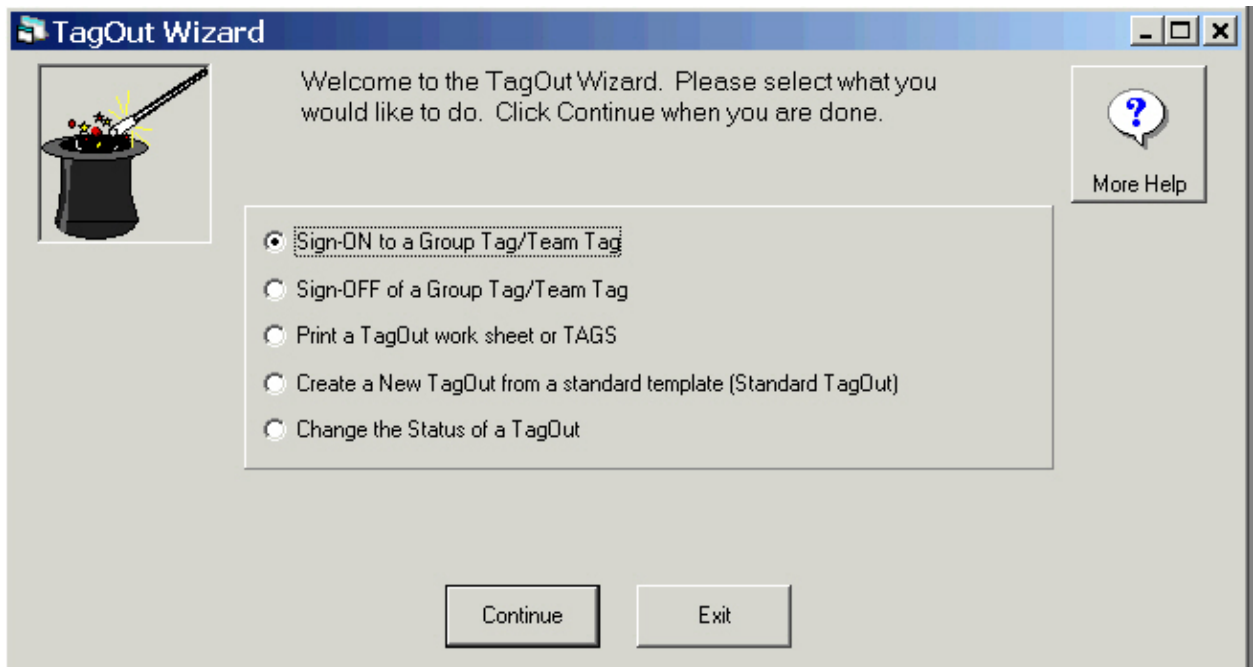 TagOut Wizard
Welcome to the TagOut Wizard. Please select what you
would like to do. Click Continue when you are done.
?
More Help
Sign-ON to a Group Tag/Team Tag
Sign-OFF of a Group Tag/Team Tag
Print a TagOut work sheet or TAGS
Create a New TagOut from a standard template (Standard TagOut)
Change the Status of a TagOut
Continue
Exit